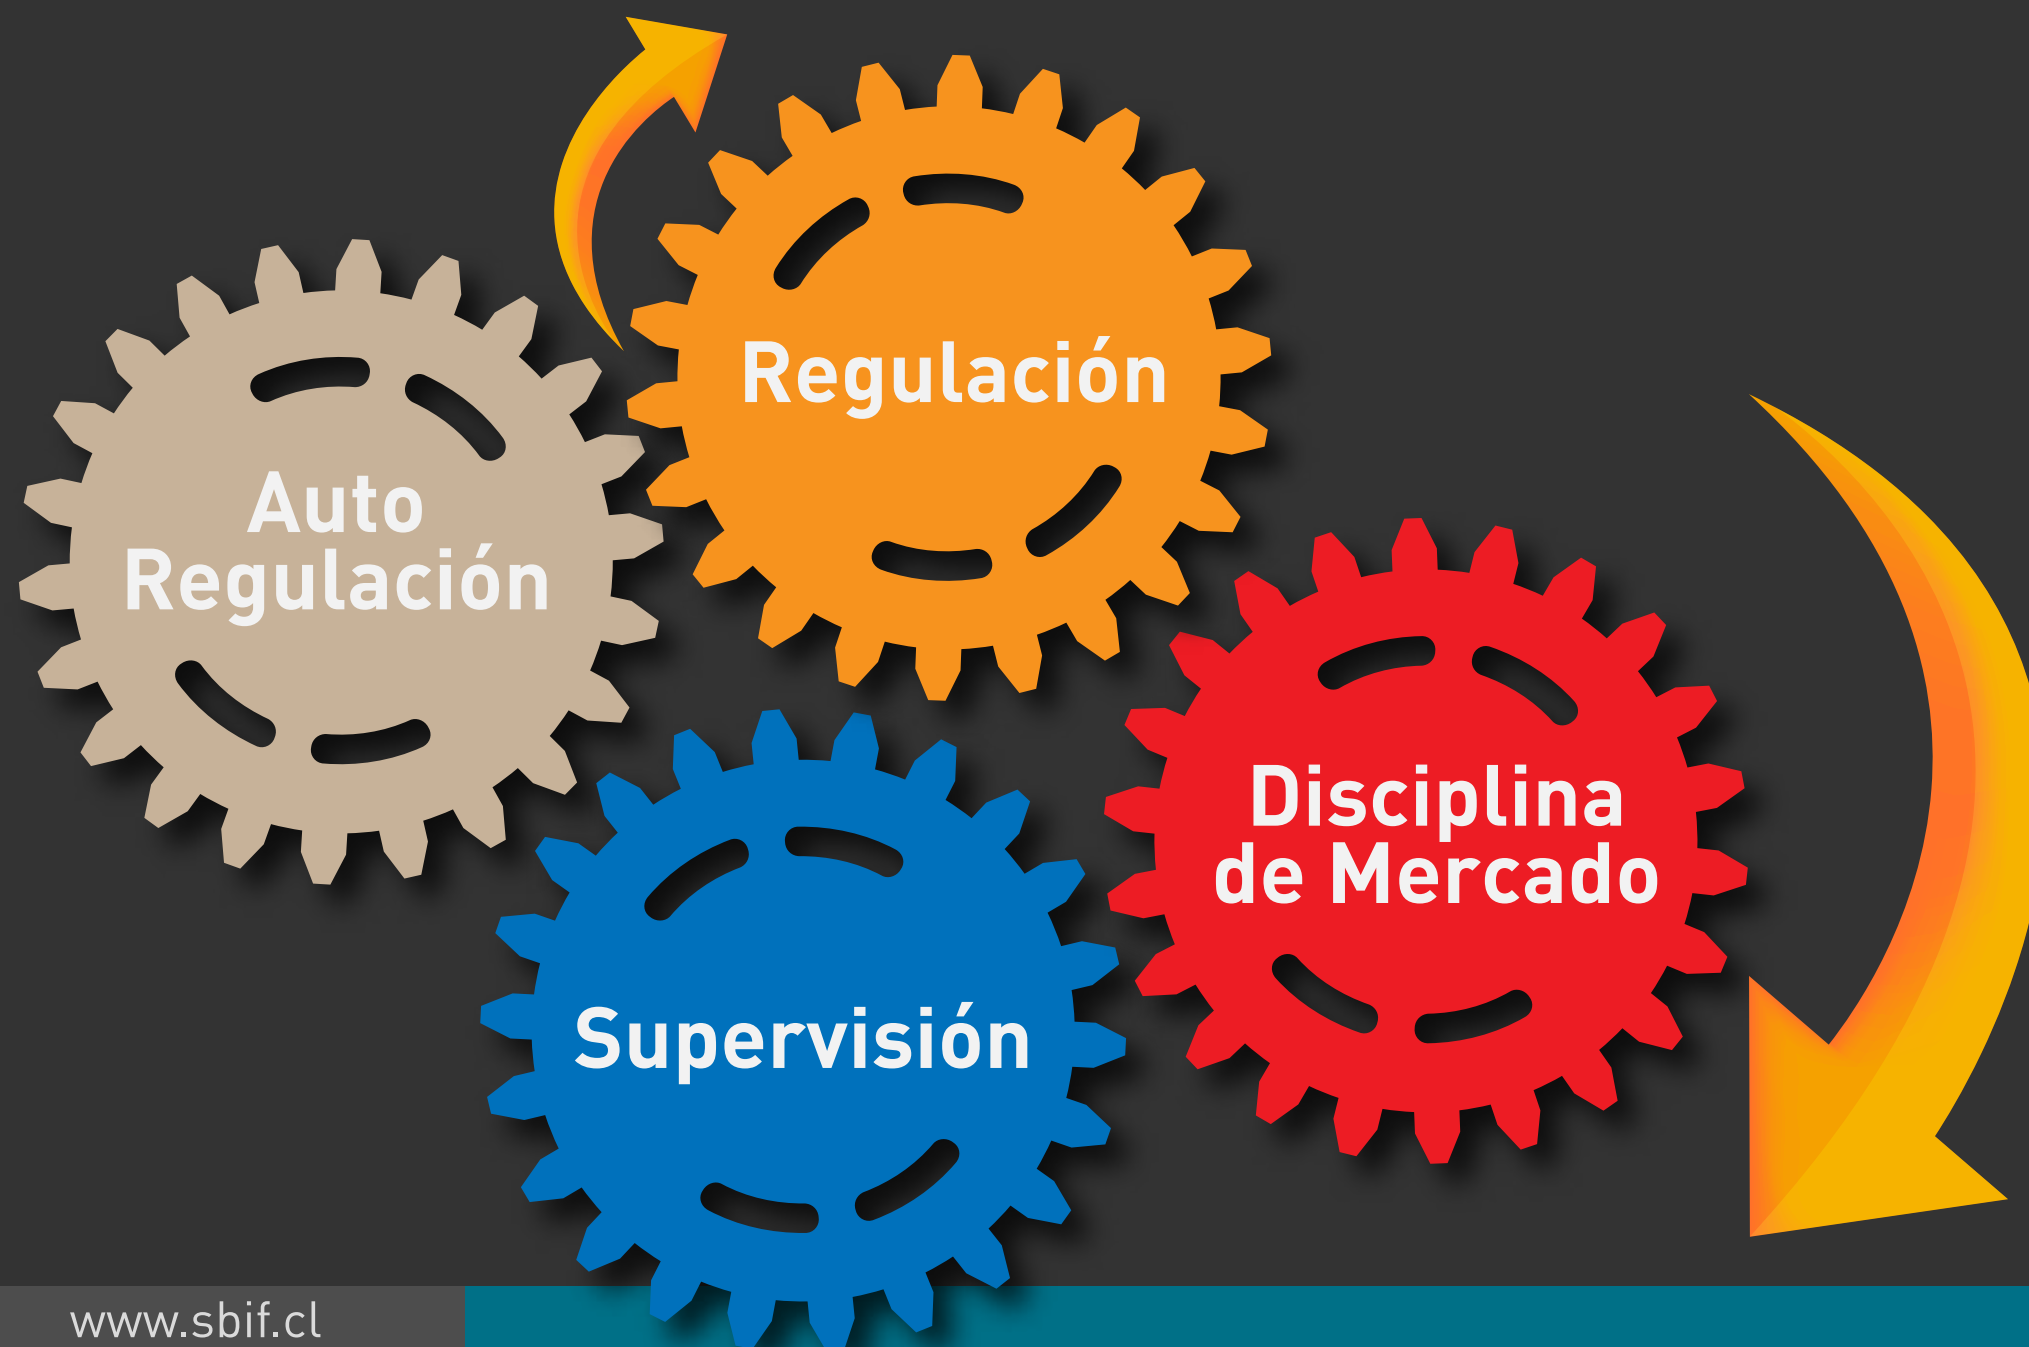 Regulación
Auto
Regulación
Disciplina
de Mercado
Supervisión
www.sbif.cl